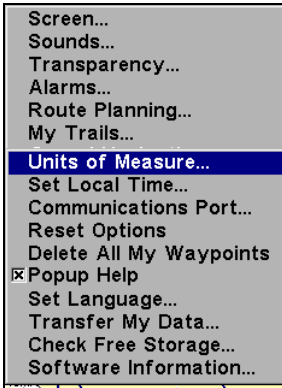 Screen...
Sounds...
Transparency...
Alarms...
Route Planning...
My Trails...
Units of Measure...
Set Local Time...
Communications Port...
Reset Options
Delete All My Waypoints
Popup Help
Set Language...
Transfer My Data...
Check Free Storage...
Software Information...